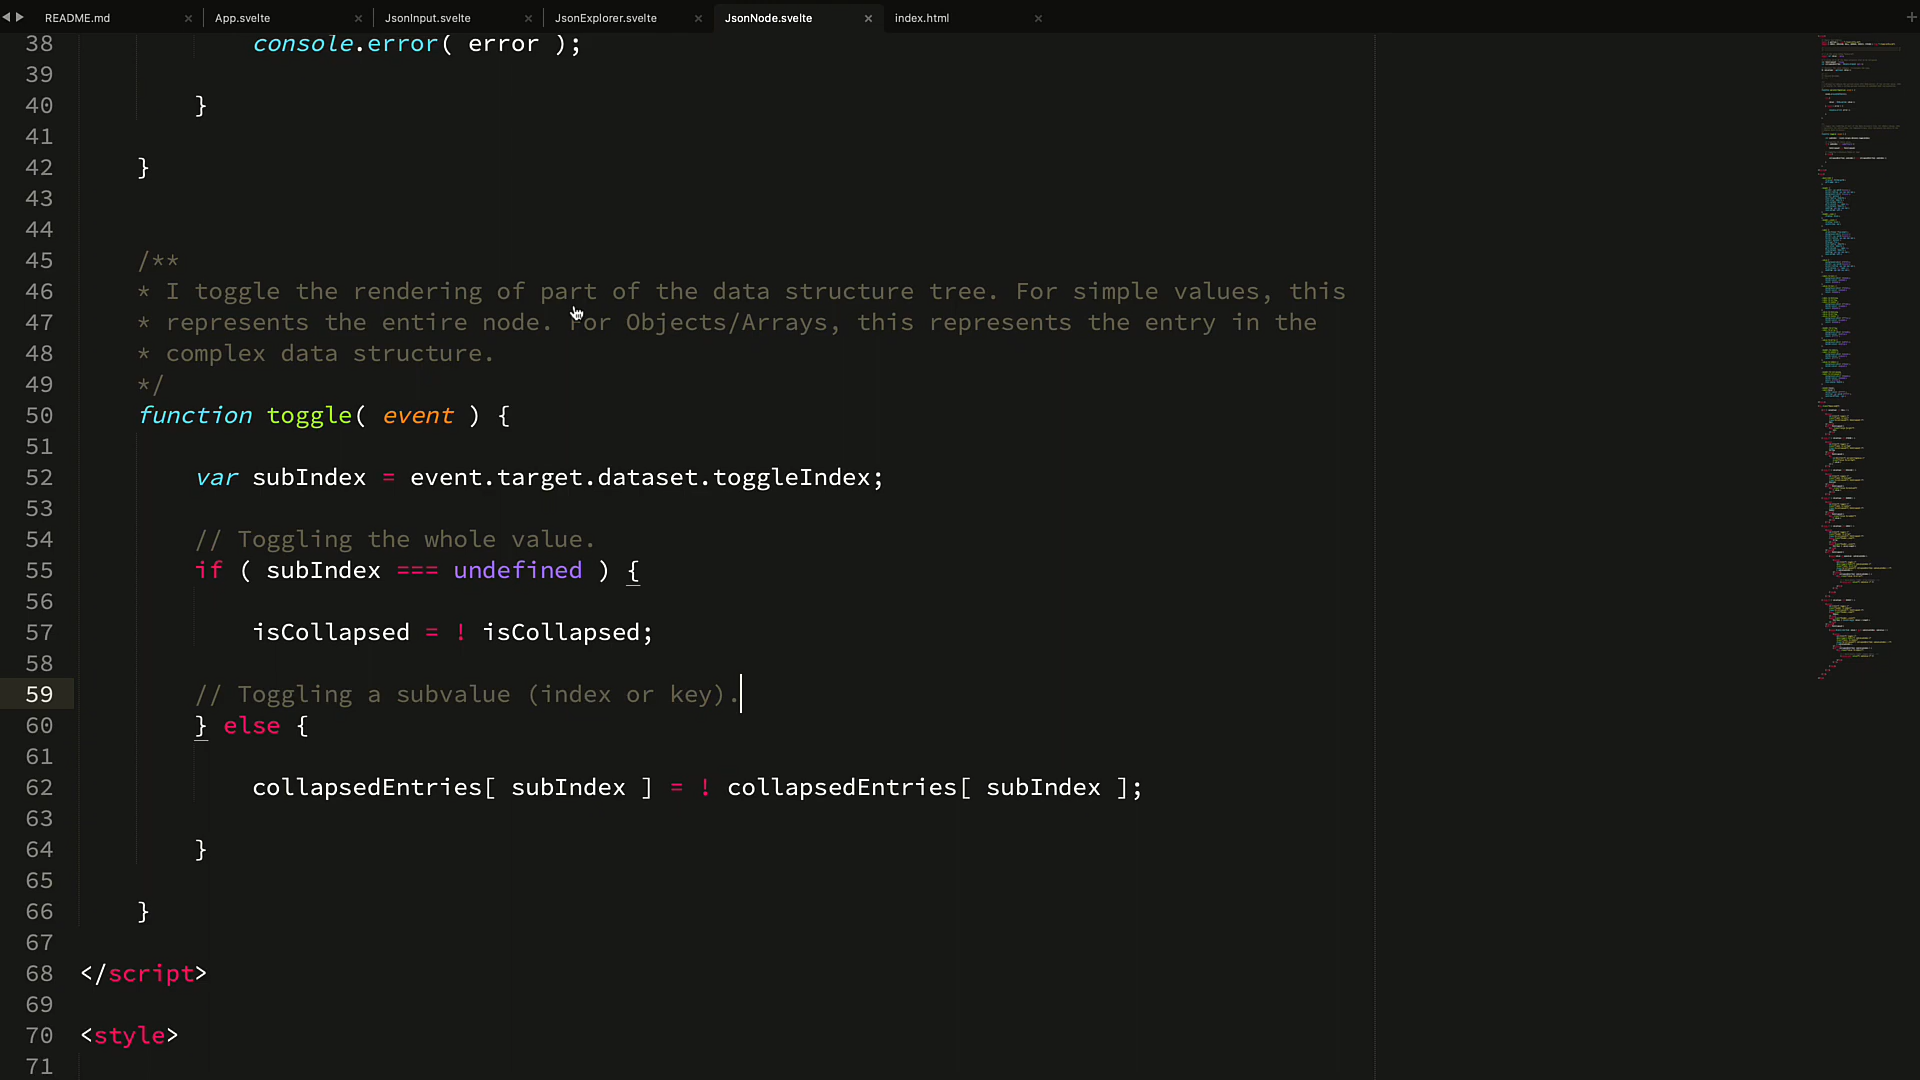 README.md × App.svelte × JsonInput.svelte × JsonExplorer.svelte × JsonNode.svelte × index.html × +
38 console.error( error );
39
40 }
41
42 }
43
44
45 /**
46 * I toggle the rendering of part of the data structure tree. For simple values, this
47 * represents the entire node. For Objects/Arrays, this represents the entry in the
48 * complex data structure.
49 */
50 function toggle( event ) {
51
52 var subIndex = event.target.dataset.toggleIndex;
53
54 // Toggling the whole value.
55 if ( subIndex === undefined ) {
56
57 isCollapsed = ! isCollapsed;
58
59 // Toggling a subvalue (index or key).
60 } else {
61
62 collapsedEntries[ subIndex ] = ! collapsedEntries[ subIndex ];
63
64 }
65
66 }
67
68 </script>
69
70 <style>
71